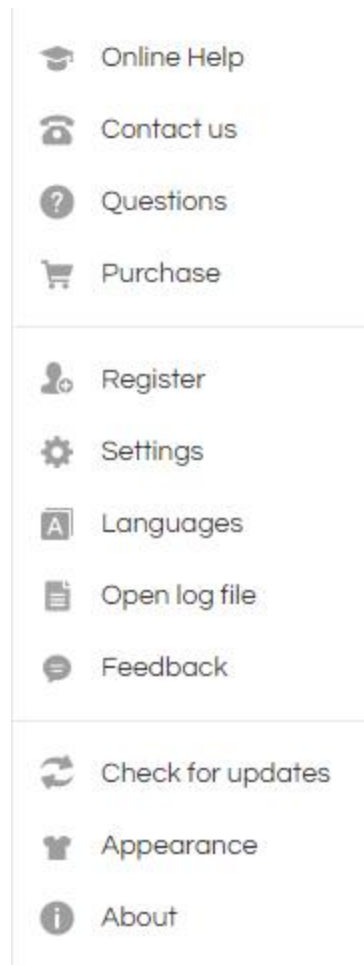 Online Help
Contact us
Questions
Purchase
Register
Settings
Languages
Open log file
Feedback
Check for updates
Appearance
About